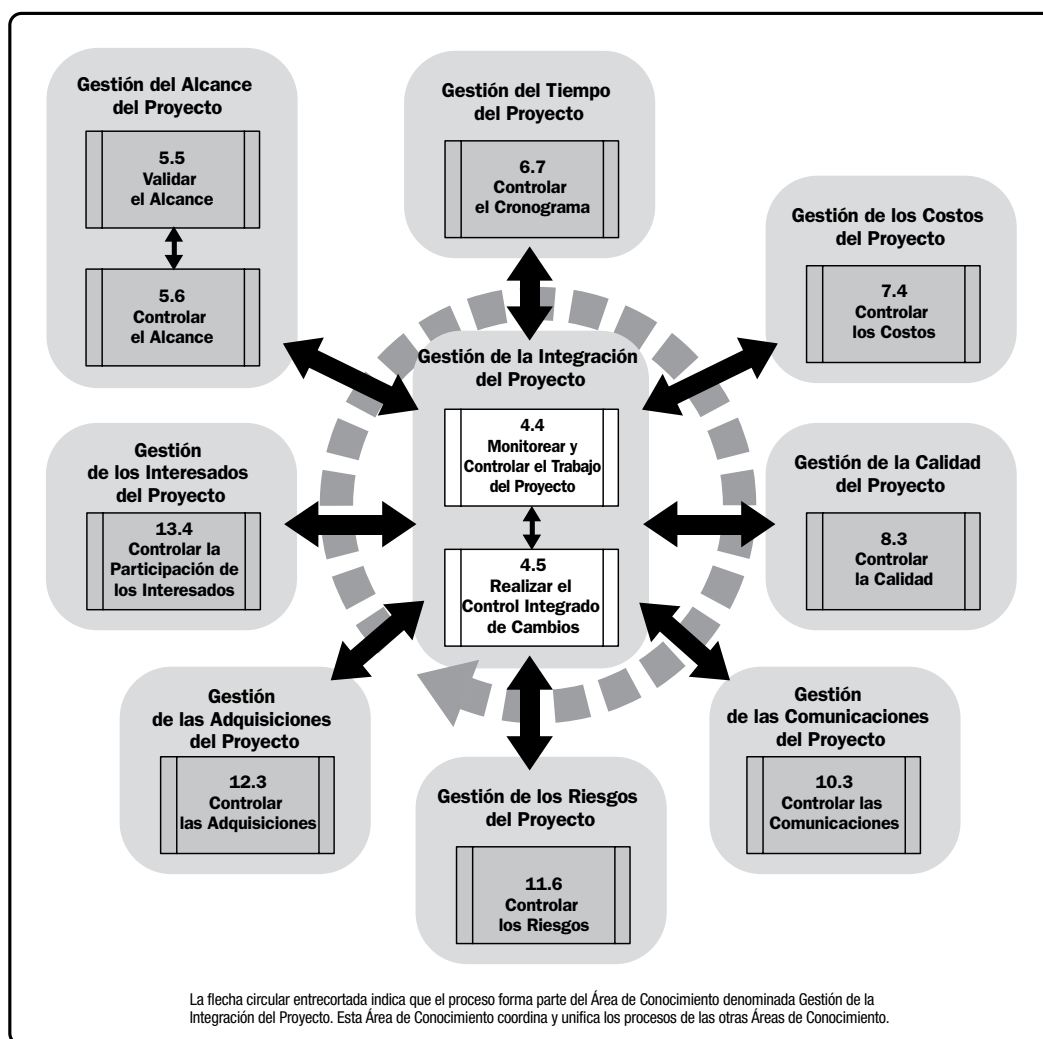 Gestión del Alcance
del Proyecto
5.5
Validar
el Alcance
5.6
Controlar
el Alcance
Gestión del Tiempo
del Proyecto
6.7
Controlar
el Cronograma
Gestión de los Costos
del Proyecto
7.4
Controlar
los Costos
Gestión de la Integración
del Proyecto
4.4
Monitorear y
Controlar el Trabajo
del Proyecto
4.5
Realizar el
Control Integrado
de Cambios
Gestión
de los Interesados
del Proyecto
13.4
Controlar la
Participación de
los Interesados
Gestión de la Calidad
del Proyecto
8.3
Controlar
la Calidad
Gestión
de las Adquisiciones
del Proyecto
12.3
Controlar
las Adquisiciones
Gestión de los Riesgos
del Proyecto
11.6
Controlar
los Riesgos
Gestión
de las Comunicaciones
del Proyecto
10.3
Controlar las
Comunicaciones
La flecha circular entrecortada indica que el proceso forma parte del Área de Conocimiento denominada Gestión de la
Integración del Proyecto. Esta Área de Conocimiento coordina y unifica los procesos de las otras Áreas de Conocimiento.